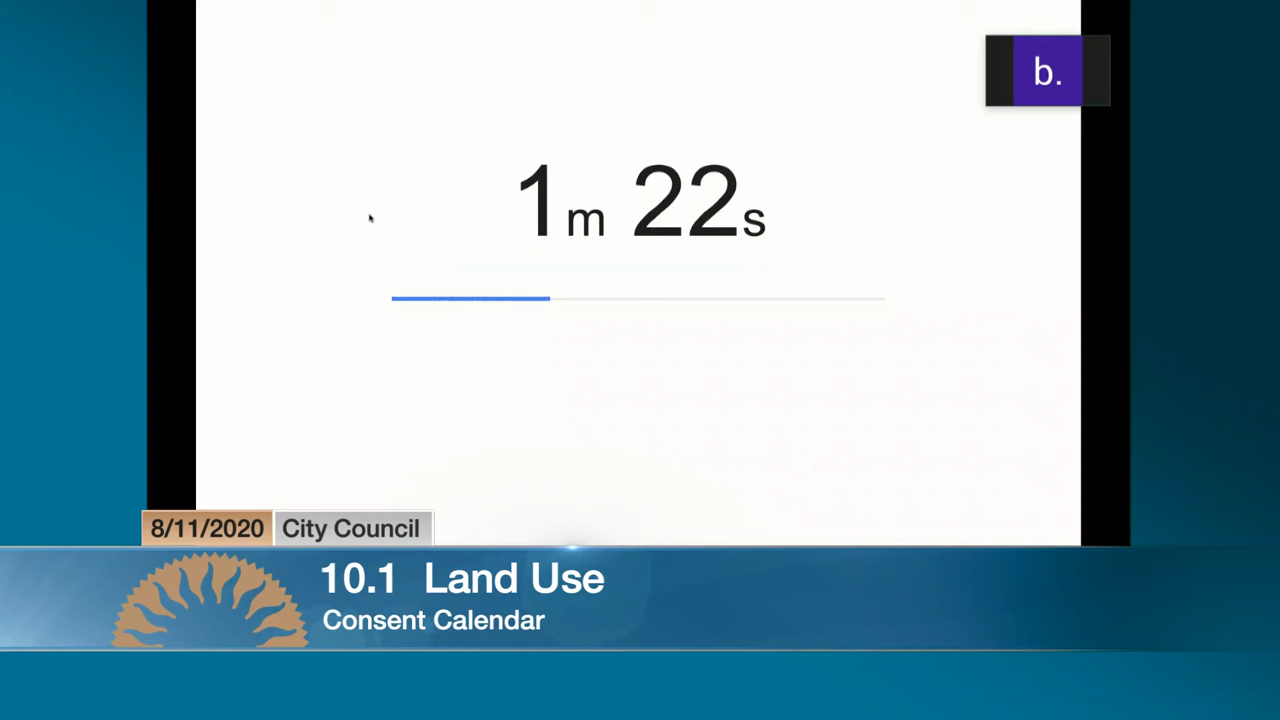 b.
1m 22s
8/11/2020 City Council
10.1 Land Use
Consent Calendar